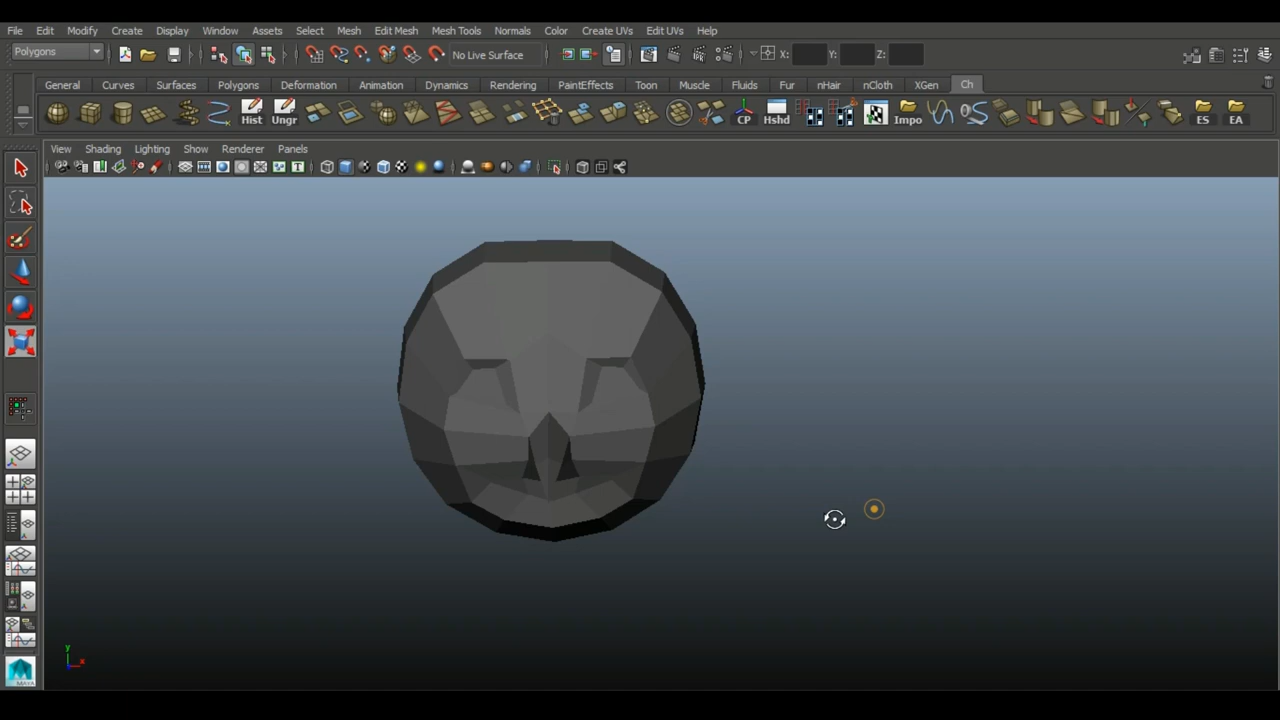 File Edit Modify Create Display Window Assets Select Mesh Edit Mesh Mesh Tools Normals Color Create UVs Edit UVs Help
Polygons No Live Surface X: Y: Z:
General Curves Surfaces Polygons Deformation Animation Dynamics Rendering PaintEffects Toon Muscle Fluids Fur nHair nCloth XGen Ch
Hist Ungr CP Hshd Impo ES EA
View Shading Lighting Show Renderer Panels
y
x
MAYA